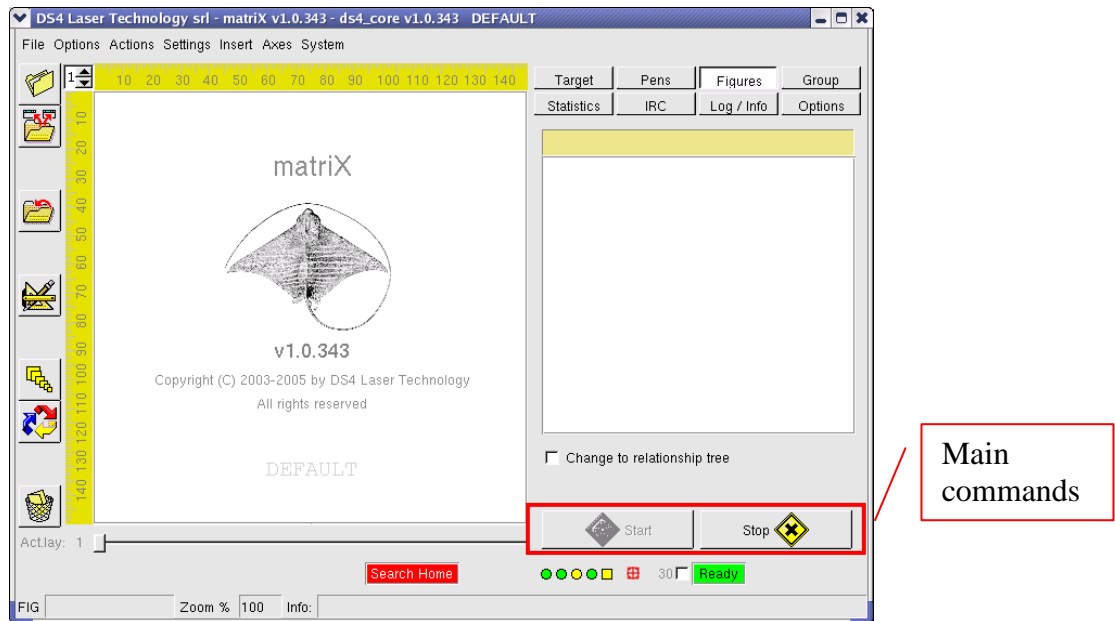 DS4 Laser Technology srl - matriX v1.0.343 - ds4_core v1.0.343 DEFAULT
File Options Actions Settings Insert Axes System
1 10 20 30 40 50 60 70 80 90 100 110 120 130 140
Target Pens Figures Group
Statistics IRC Log / Info Options
10 20 30 40 50 60 70 80 90 100 110 120 130 140
matriX
v1.0.343
Copyright (C) 2003-2005 by DS4 Laser Technology
All rights reserved
DEFAULT
Change to relationship tree
Main
commands
Start Stop
Act.lay: 1
Search Home 30 Ready
FIG Zoom % 100 Info: